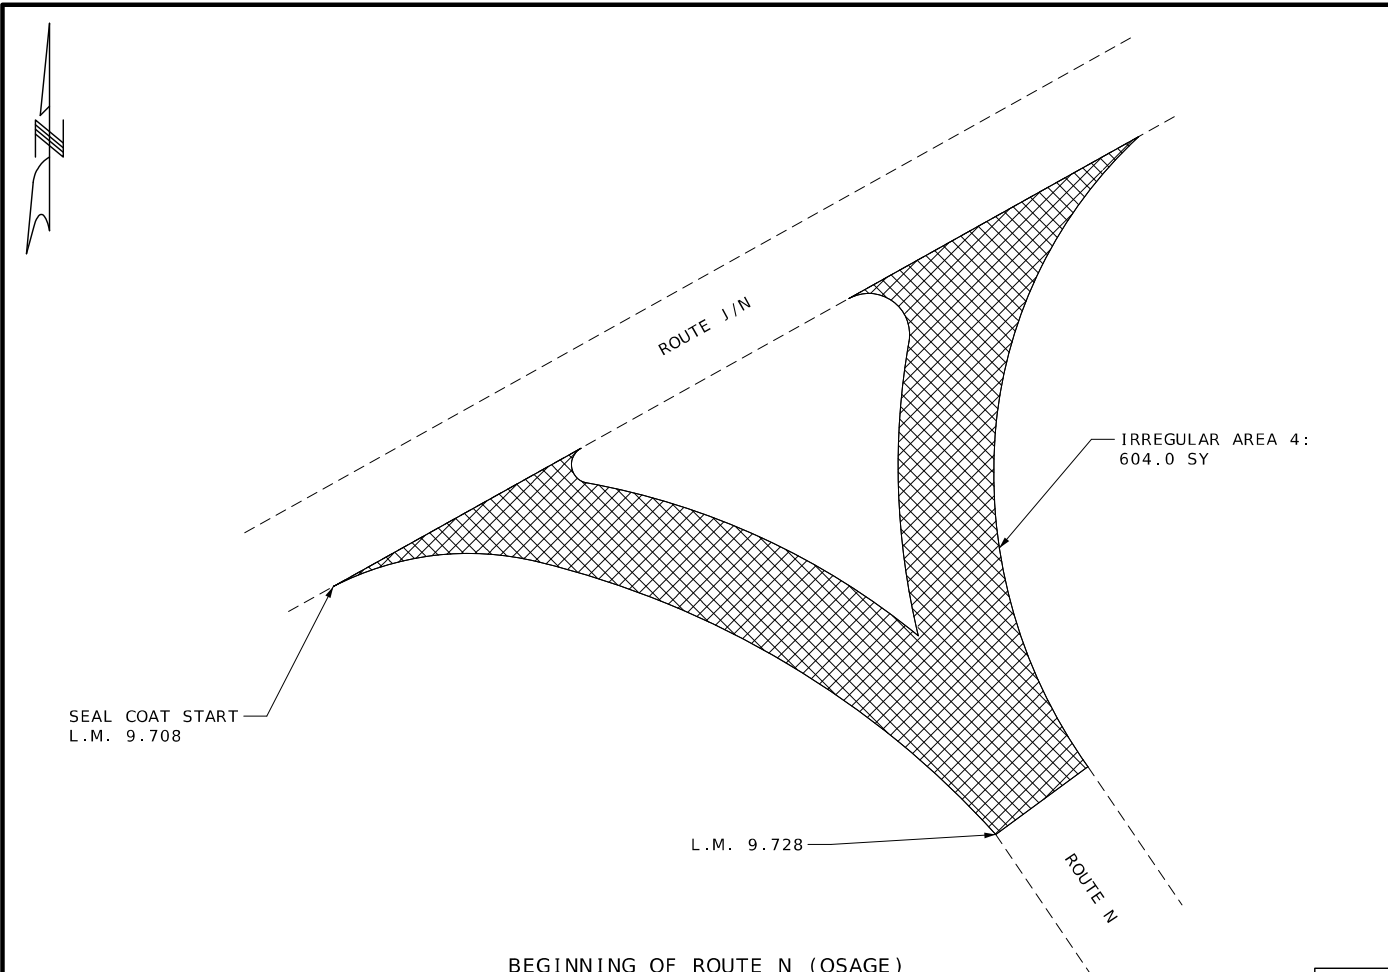 ROUTE J/N
IRREGULAR AREA 4:
604.0 SY
SEAL COAT START
L.M. 9.708
L.M. 9.728
ROUTE N
BEGINNING OF ROUTE N (OSAGE)